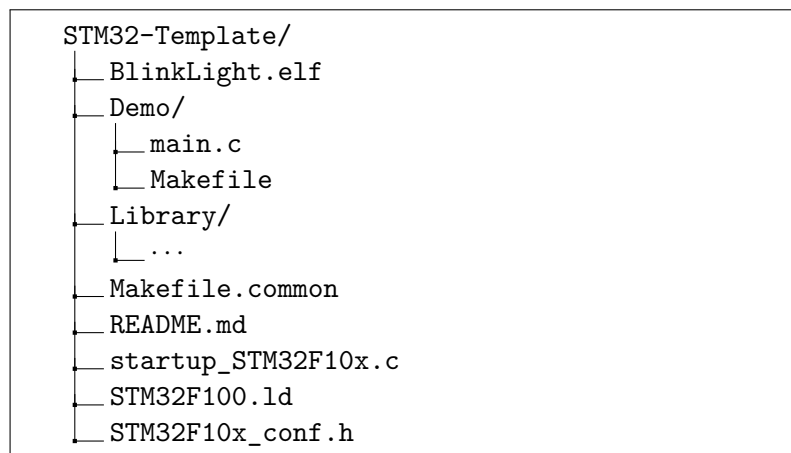 STM32-Template/
BlinkLight.elf
Demo/
main.c
Makefile
Library/
...
Makefile.common
README.md
startup_STM32F10x.c
STM32F100.ld
STM32F10x_conf.h